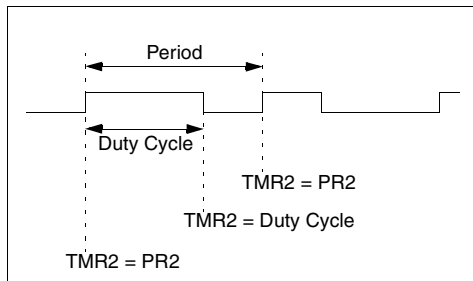 Period
Duty Cycle
TMR2 = PR2
TMR2 = Duty Cycle
TMR2 = PR2